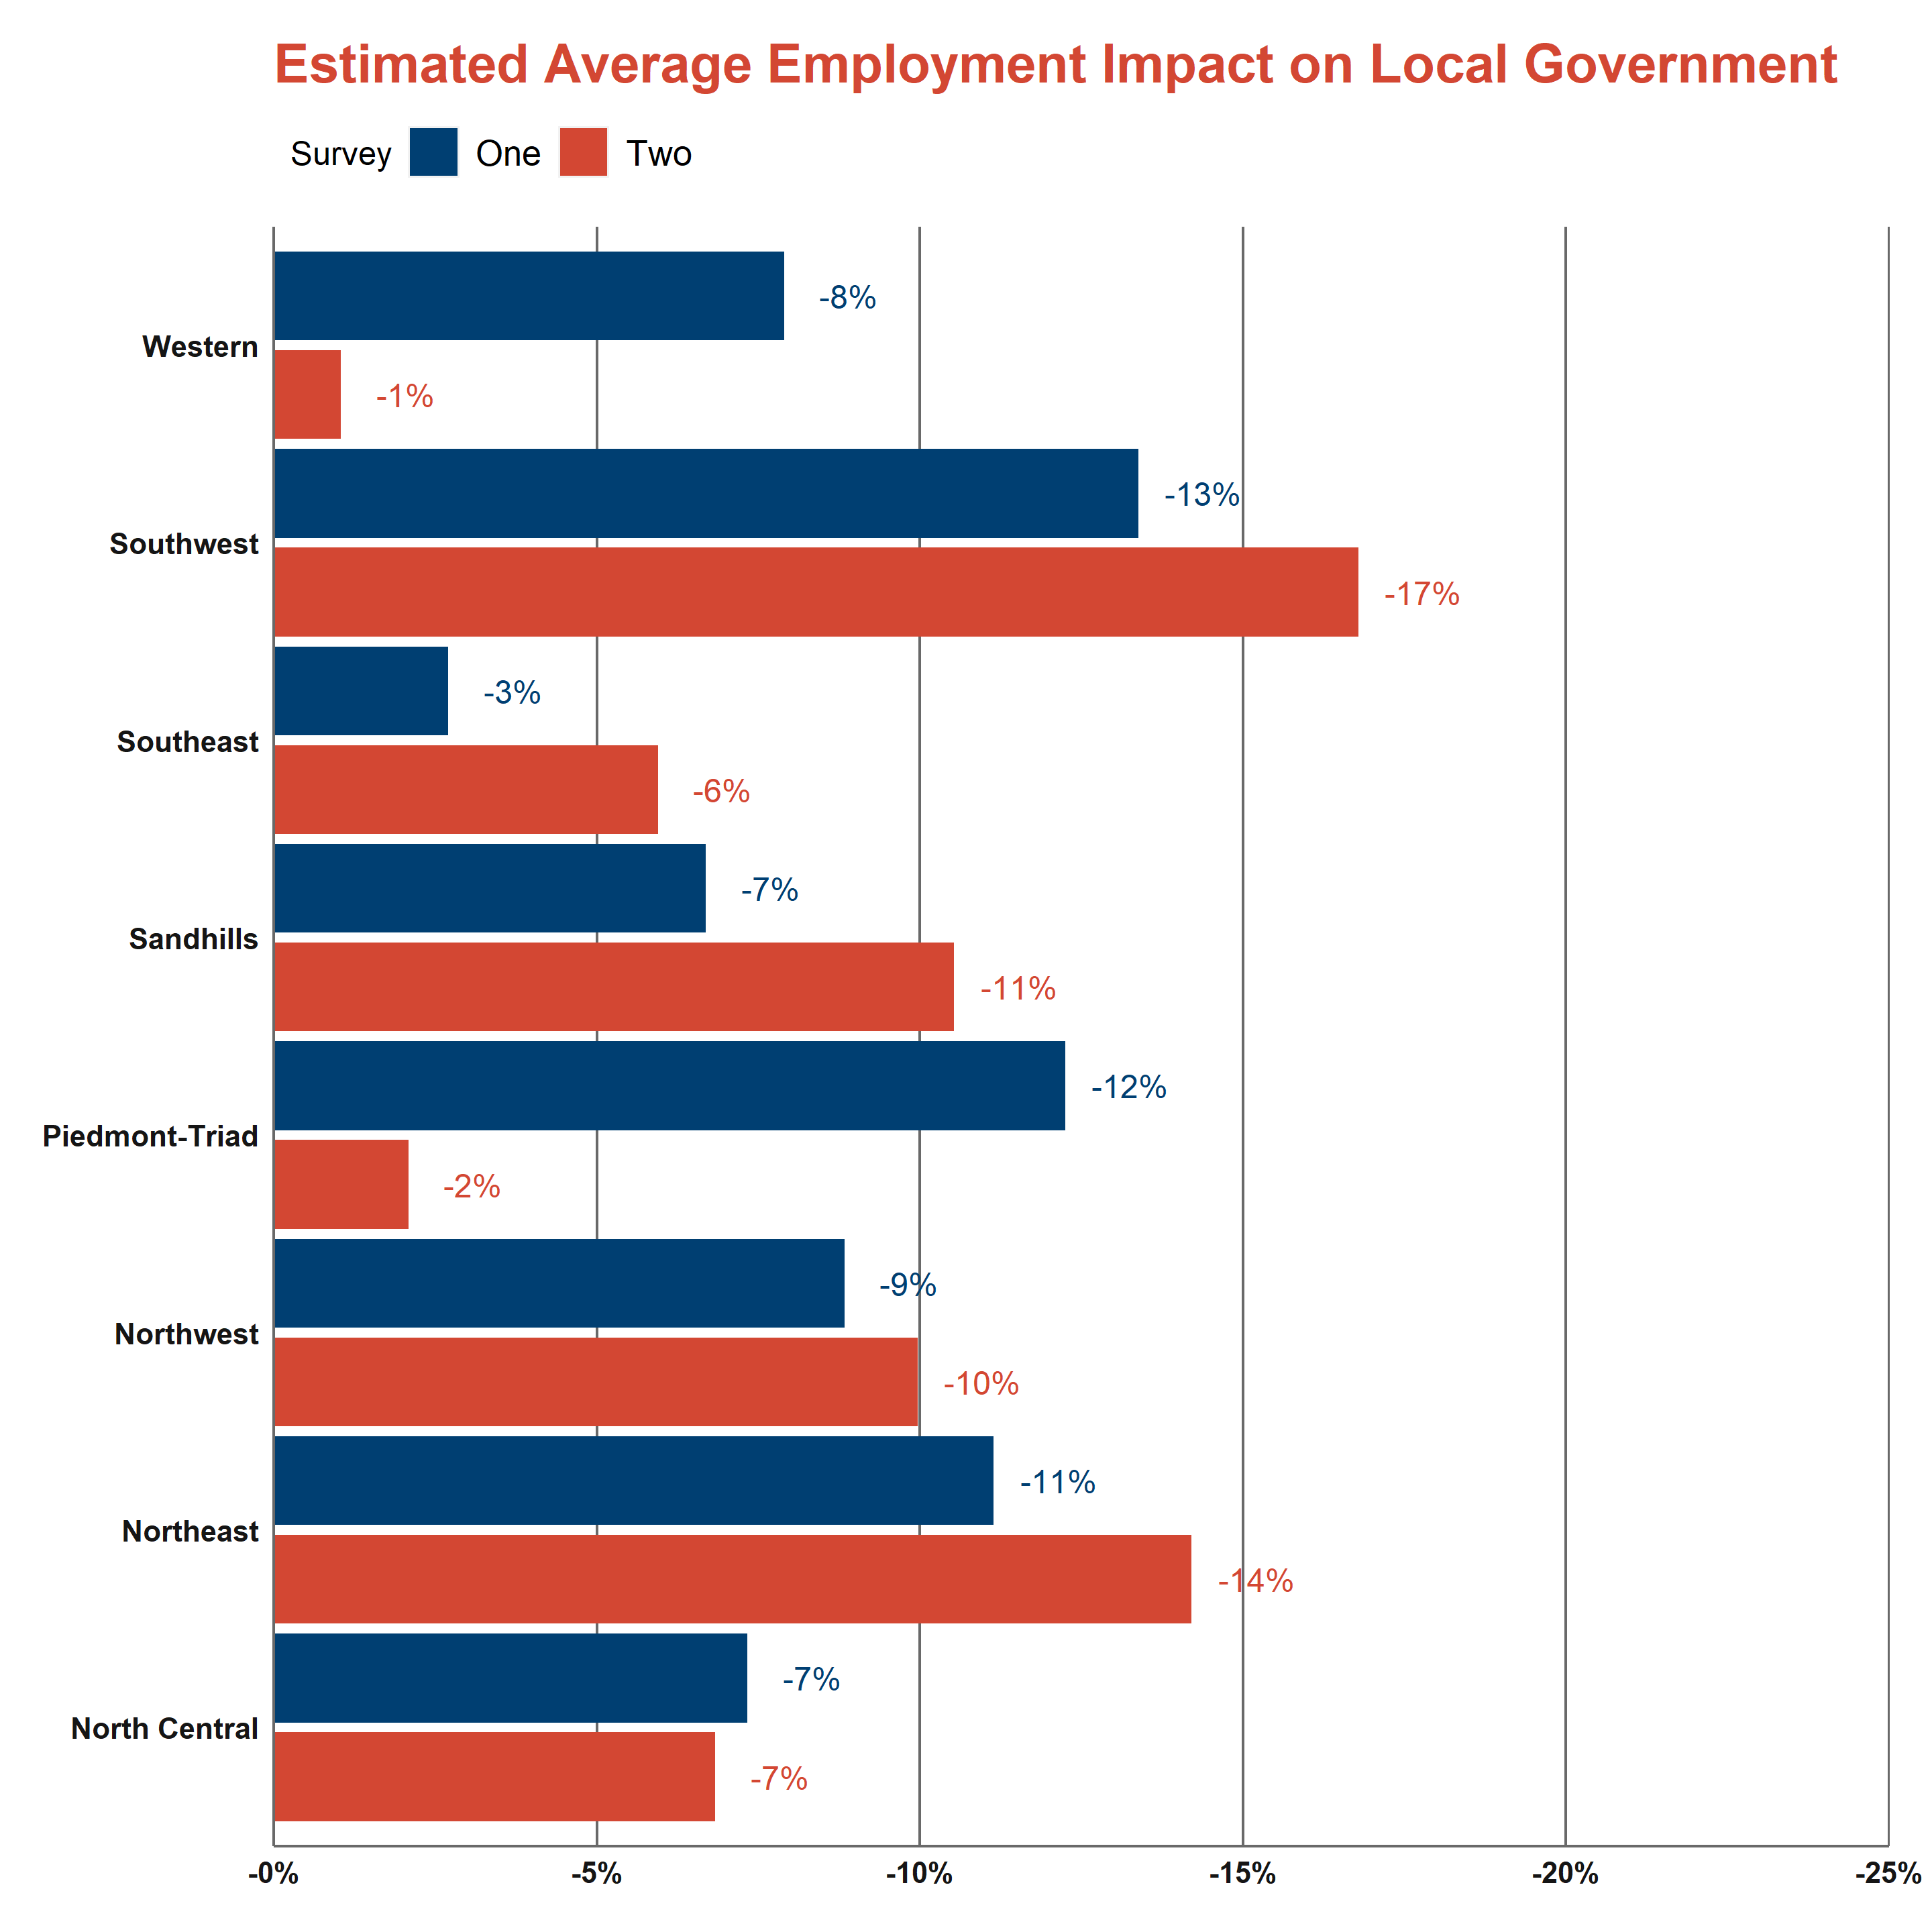 Estimated Average Employment Impact on Local Government
Survey One Two
Western
-8%
-1%
Southwest
-13%
-17%
Southeast
-3%
-6%
Sandhills
-7%
-11%
Piedmont-Triad
-12%
-2%
Northwest
-9%
-10%
Northeast
-11%
-14%
North Central
-7%
-7%
-0% -5% -10% -15% -20% -25%